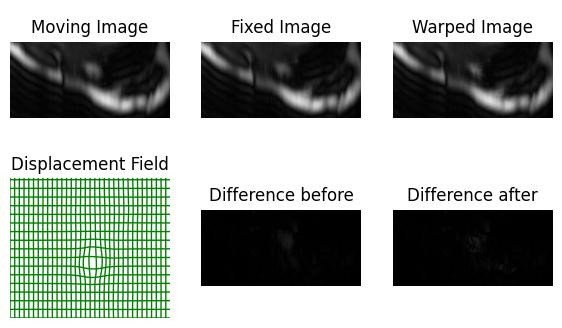 Moving Image
Fixed Image
Warped Image
Displacement Field
Difference before
Difference after